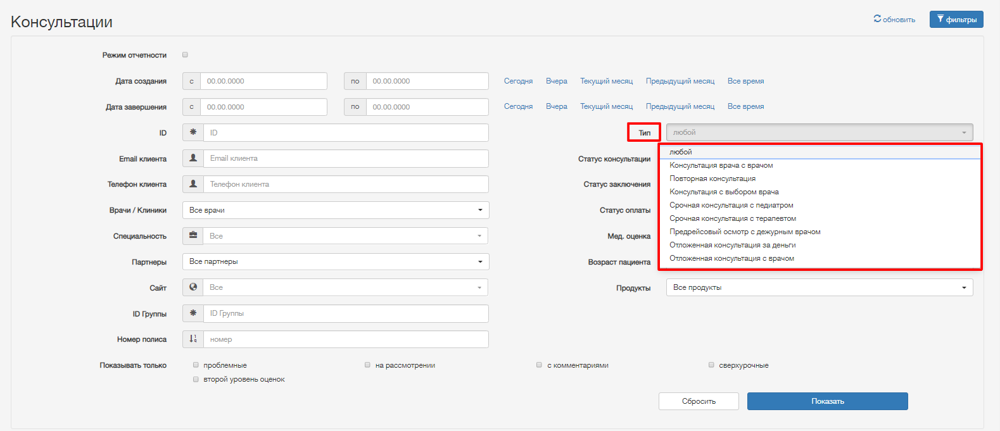 Консультации
обновить
фильтры
Режим отчетности
Дата создания с 00.00.0000 по 00.00.0000 Сегодня Вчера Текущий месяц Предыдущий месяц Все время
Дата завершения с 00.00.0000 по 00.00.0000 Сегодня Вчера Текущий месяц Предыдущий месяц Все время
ID ID Тип любой
Email клиента Email клиента Статус консультации
Телефон клиента Телефон клиента Статус заключения
Врачи / Клиники Все врачи Статус оплаты
Специальность Все Мед. оценка
Партнеры Все партнеры Возраст пациента
любой
Консультация врача с врачом
Повторная консультация
Консультация с выбором врача
Срочная консультация с педиатром
Срочная консультация с терапевтом
Предрейсовый осмотр с дежурным врачом
Отложенная консультация за деньги
Отложенная консультация с врачом
Сайт Все Продукты Все продукты
ID Группы ID Группы
Номер полиса номер
Показывать только проблемные на рассмотрении с комментариями сверхурочные
второй уровень оценок
Сбросить Показать